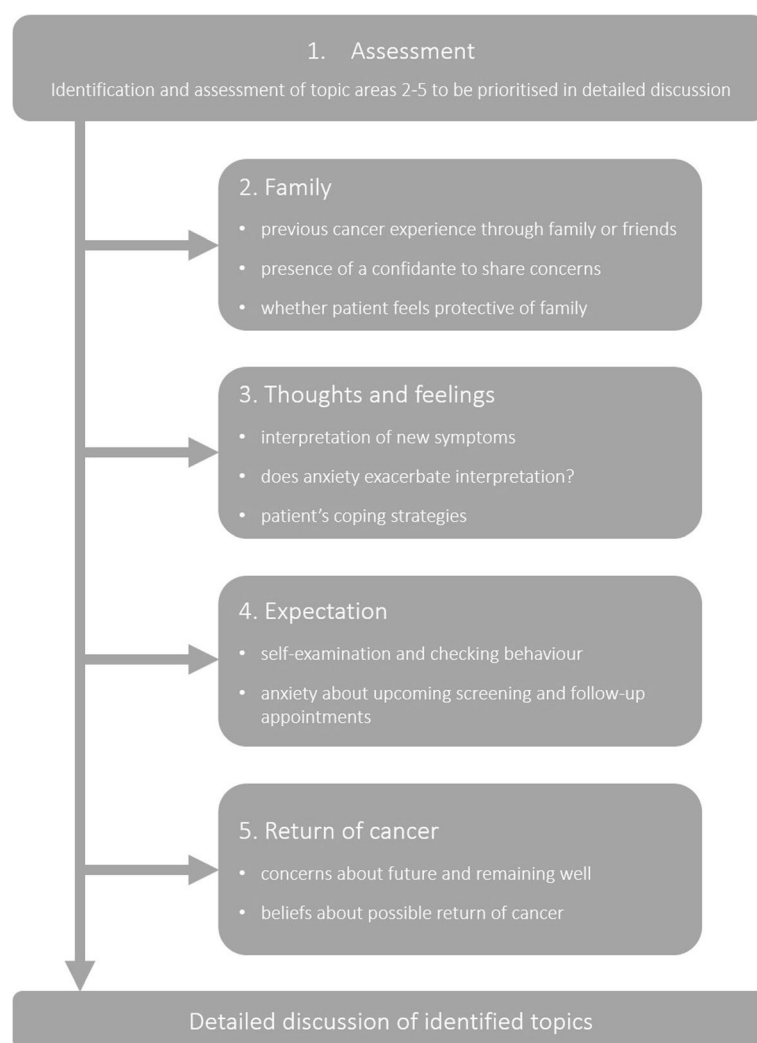 1. Assessment
Identification and assessment of topic areas 2-5 to be prioritised in detailed discussion
2. Family
• previous cancer experience through family or friends
• presence of a confidante to share concerns
• whether patient feels protective of family
3. Thoughts and feelings
• interpretation of new symptoms
• does anxiety exacerbate interpretation?
• patient’s coping strategies
4. Expectation
• self-examination and checking behaviour
• anxiety about upcoming screening and follow-up
appointments
5. Return of cancer
• concerns about future and remaining well
• beliefs about possible return of cancer
Detailed discussion of identified topics